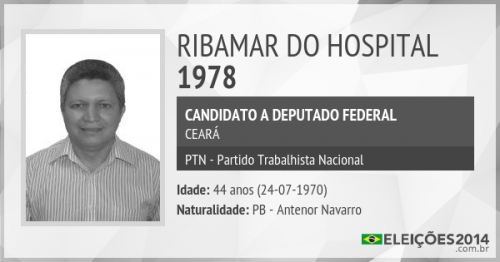 RIBAMAR DO HOSPITAL
1978
CANDIDATO A DEPUTADO FEDERAL
CEARÁ
PTN - Partido Trabalhista Nacional
Idade: 44 anos (24-07-1970)
Naturalidade: PB - Antenor Navarro
ELEIÇÕES2014
.com.br